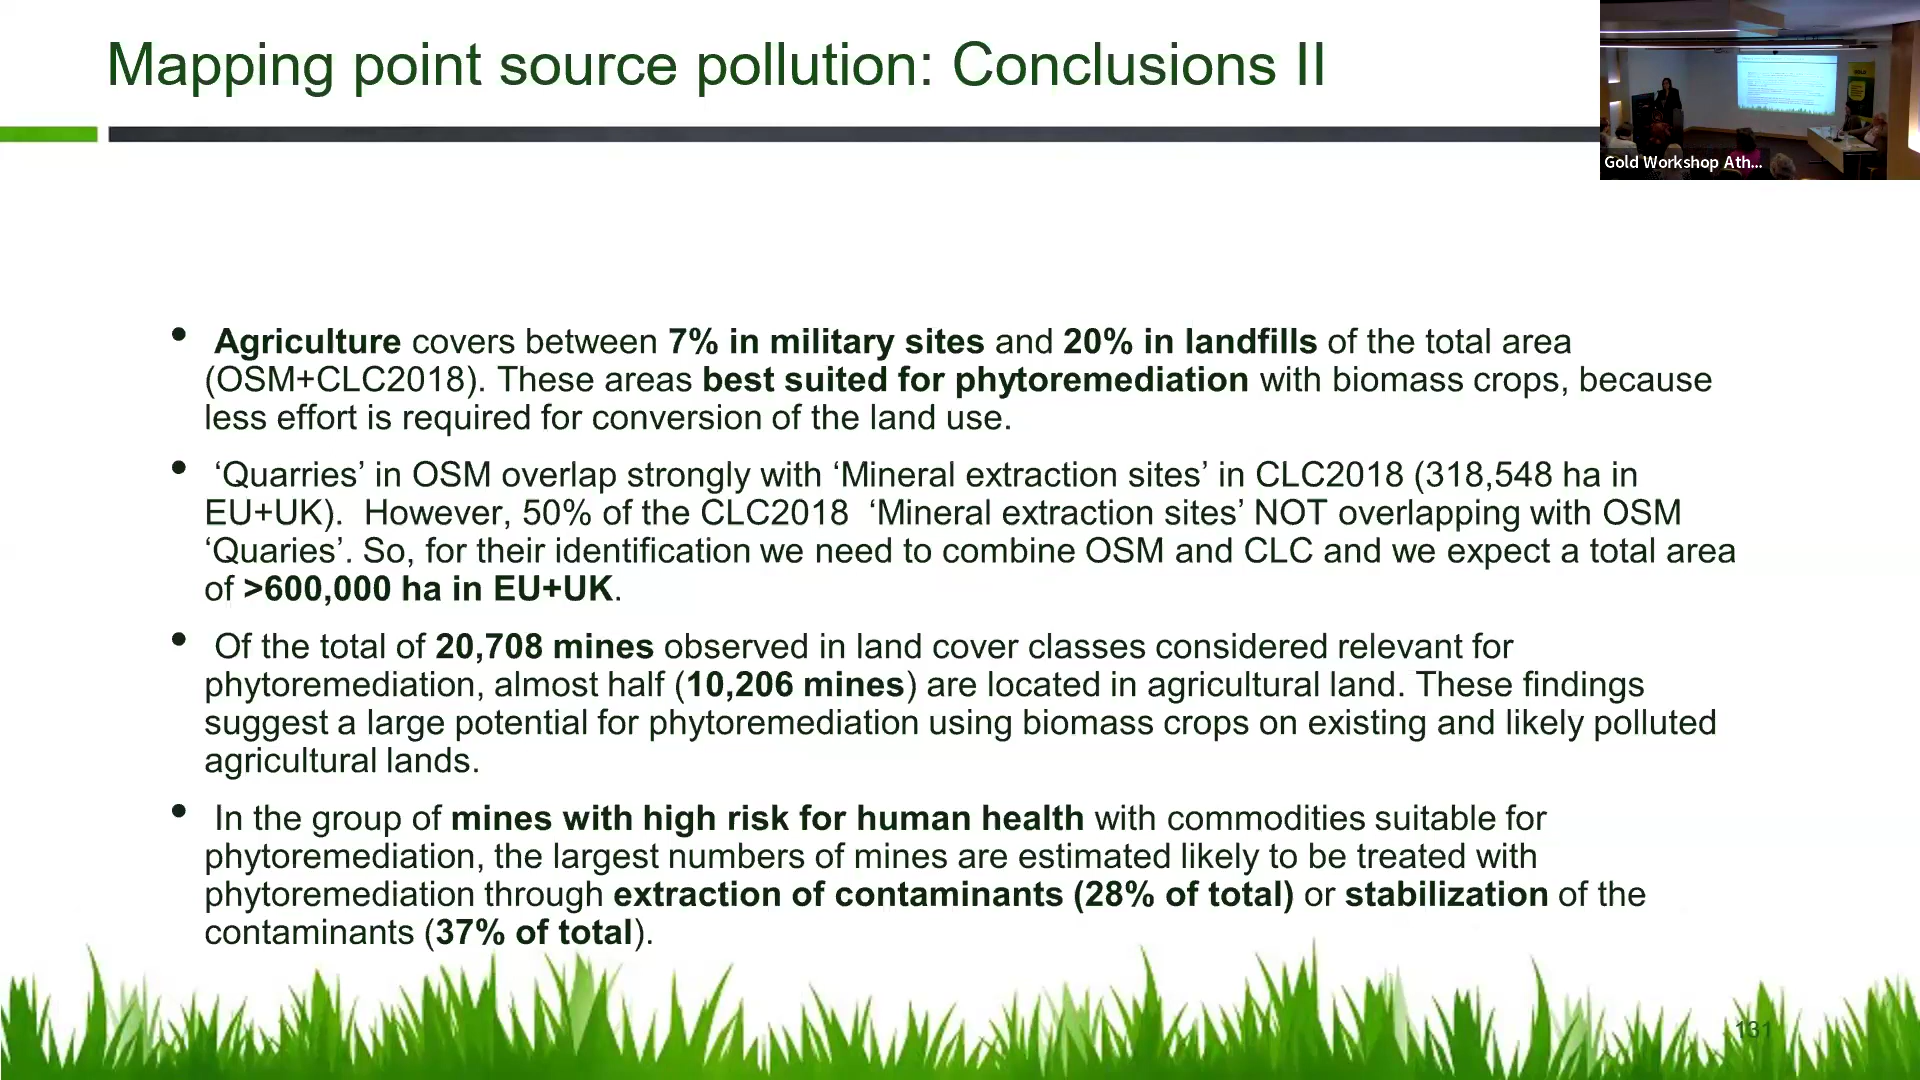 Mapping point source pollution: Conclusions II
Gold Workshop Ath...
• Agriculture covers between 7% in military sites and 20% in landfills of the total area
(OSM+CLC2018). These areas best suited for phytoremediation with biomass crops, because
less effort is required for conversion of the land use.
• ‘Quarries’ in OSM overlap strongly with ‘Mineral extraction sites’ in CLC2018 (318,548 ha in
EU+UK). However, 50% of the CLC2018 ‘Mineral extraction sites’ NOT overlapping with OSM
‘Quaries’. So, for their identification we need to combine OSM and CLC and we expect a total area
of >600,000 ha in EU+UK.
• Of the total of 20,708 mines observed in land cover classes considered relevant for
phytoremediation, almost half (10,206 mines) are located in agricultural land. These findings
suggest a large potential for phytoremediation using biomass crops on existing and likely polluted
agricultural lands.
• In the group of mines with high risk for human health with commodities suitable for
phytoremediation, the largest numbers of mines are estimated likely to be treated with
phytoremediation through extraction of contaminants (28% of total) or stabilization of the
contaminants (37% of total).
131